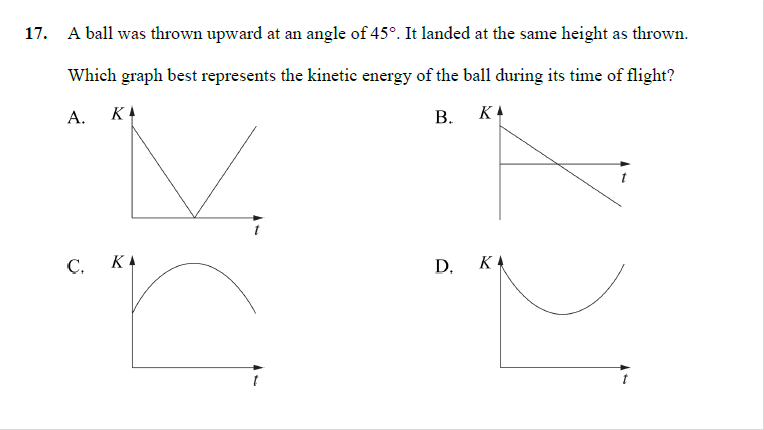 17. A ball was thrown upward at an angle of 45°. It landed at the same height as thrown.
Which graph best represents the kinetic energy of the ball during its time of flight?
A. K
t
B. K
t
C. K
t
D. K
t